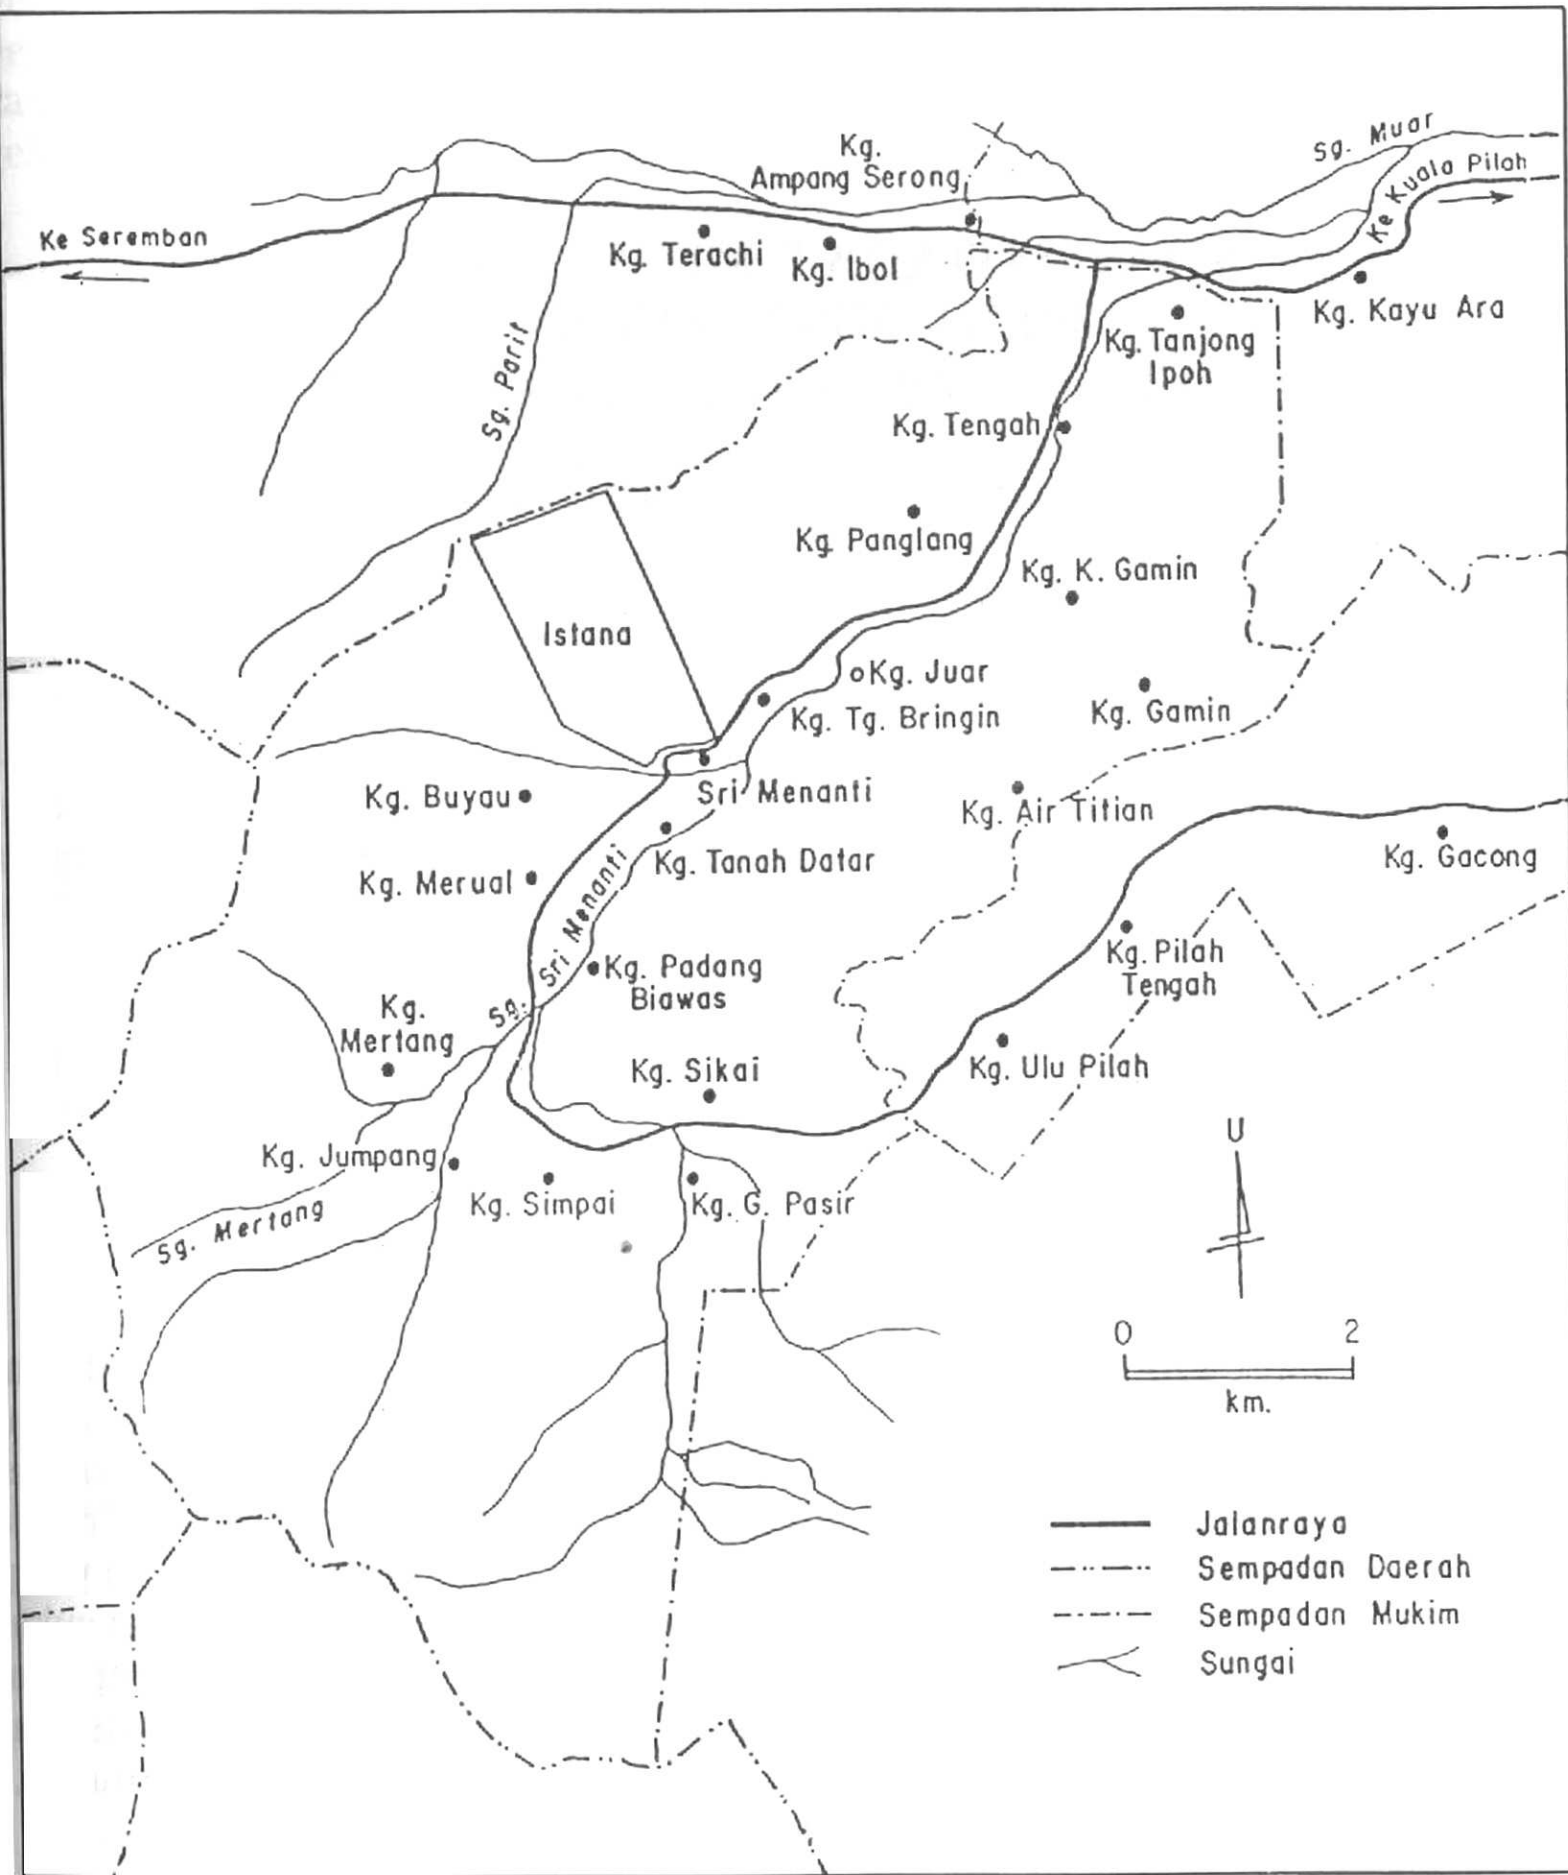 Sg. Muar
Ke Kuala Pilah
Kg.
Ampang Serong
Ke Seremban
Kg. Terachi
Kg. Ibol
Kg. Kayu Ara
Kg. Tanjong
Ipoh
Sg. Parit
Kg. Tengah
Kg. Panglang
Kg. K. Gamin
Istana
Kg. Juar
Kg. Tg. Bringin
Kg. Gamin
Kg. Buyau
Sri Menanti
Kg. Air Titian
Kg. Tanah Datar
Kg. Gacong
Kg. Merual
Sg. Sri Menanti
Kg. Padang
Biawas
Kg. Pilah
Tengah
Kg.
Mertang
Kg. Sikai
Kg. Ulu Pilah
Kg. Jumpang
Kg. Simpai
Kg. G. Pasir
Sg. Mertang
U
0 2
km.
Jalanraya
Sempadan Daerah
Sempadan Mukim
Sungai